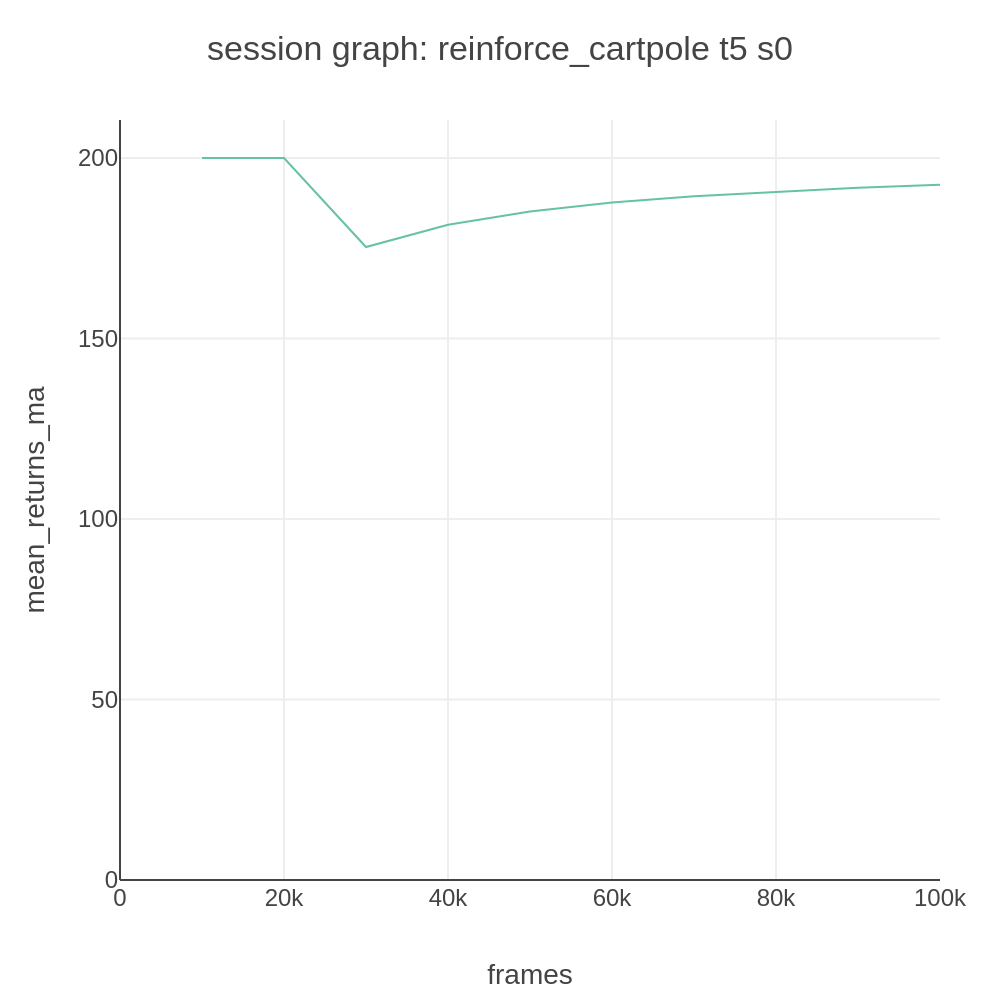 session graph: reinforce_cartpole t5 s0
200
150
100
50
0
mean_returns_ma
0
20k
40k
60k
80k
100k
frames